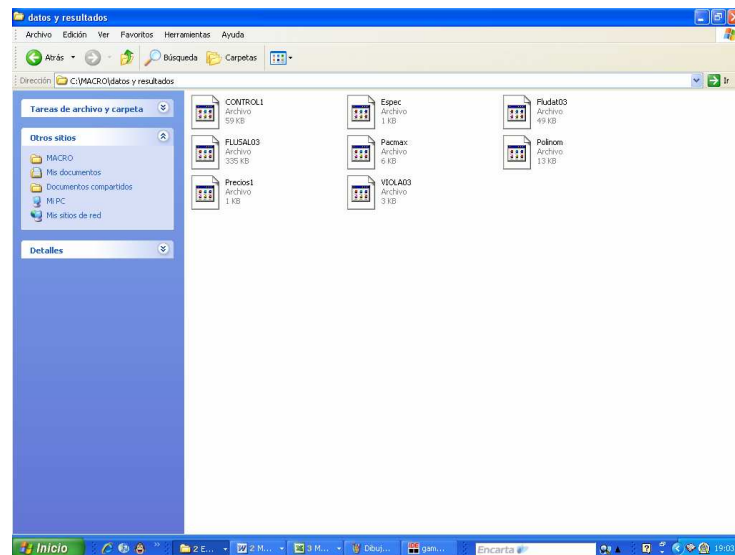 datos y resultados
Archivo Edición Ver Favoritos Herramientas Ayuda
Atrás Búsqueda Carpetas
Dirección C:\MACRO\datos y resultados Ir
Tareas de archivo y carpeta
Otros sitios
MACRO
Mis documentos
Documentos compartidos
Mi PC
Mis sitios de red
Detalles
CONTROL1
Archivo
59 KB
Espec
Archivo
1 KB
Fludat03
Archivo
49 KB
FLUSAL03
Archivo
335 KB
Pacmax
Archivo
6 KB
Polinom
Archivo
13 KB
Precios1
Archivo
1 KB
VIOLA03
Archivo
3 KB
Inicio 2 E... 2 M... 3 M... Dibuj... gam... Encarta 19:03